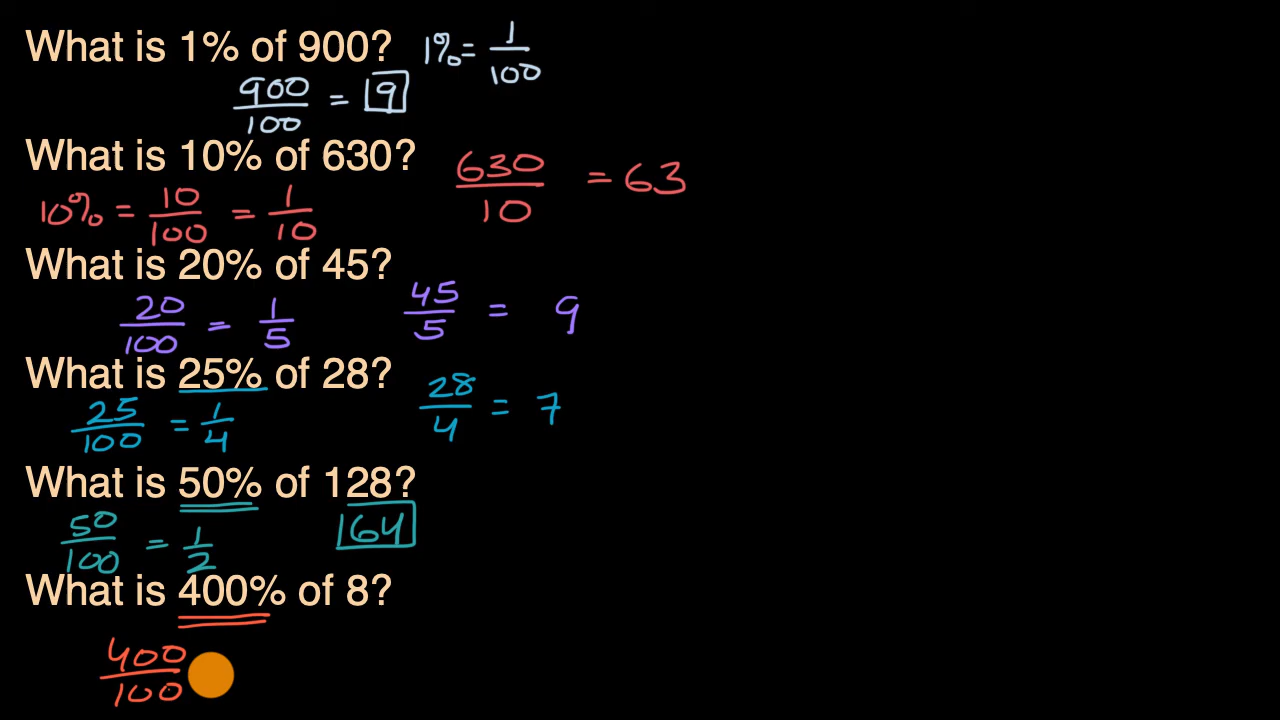 What is 1% of 900? 1% = 1/100
900/100 = 9
What is 10% of 630?
10% = 10/100 = 1/10 630/10 = 63
What is 20% of 45?
20/100 = 1/5 45/5 = 9
What is 25% of 28?
25/100 = 1/4 28/4 = 7
What is 50% of 128?
50/100 = 1/2 64
What is 400% of 8?
400/100